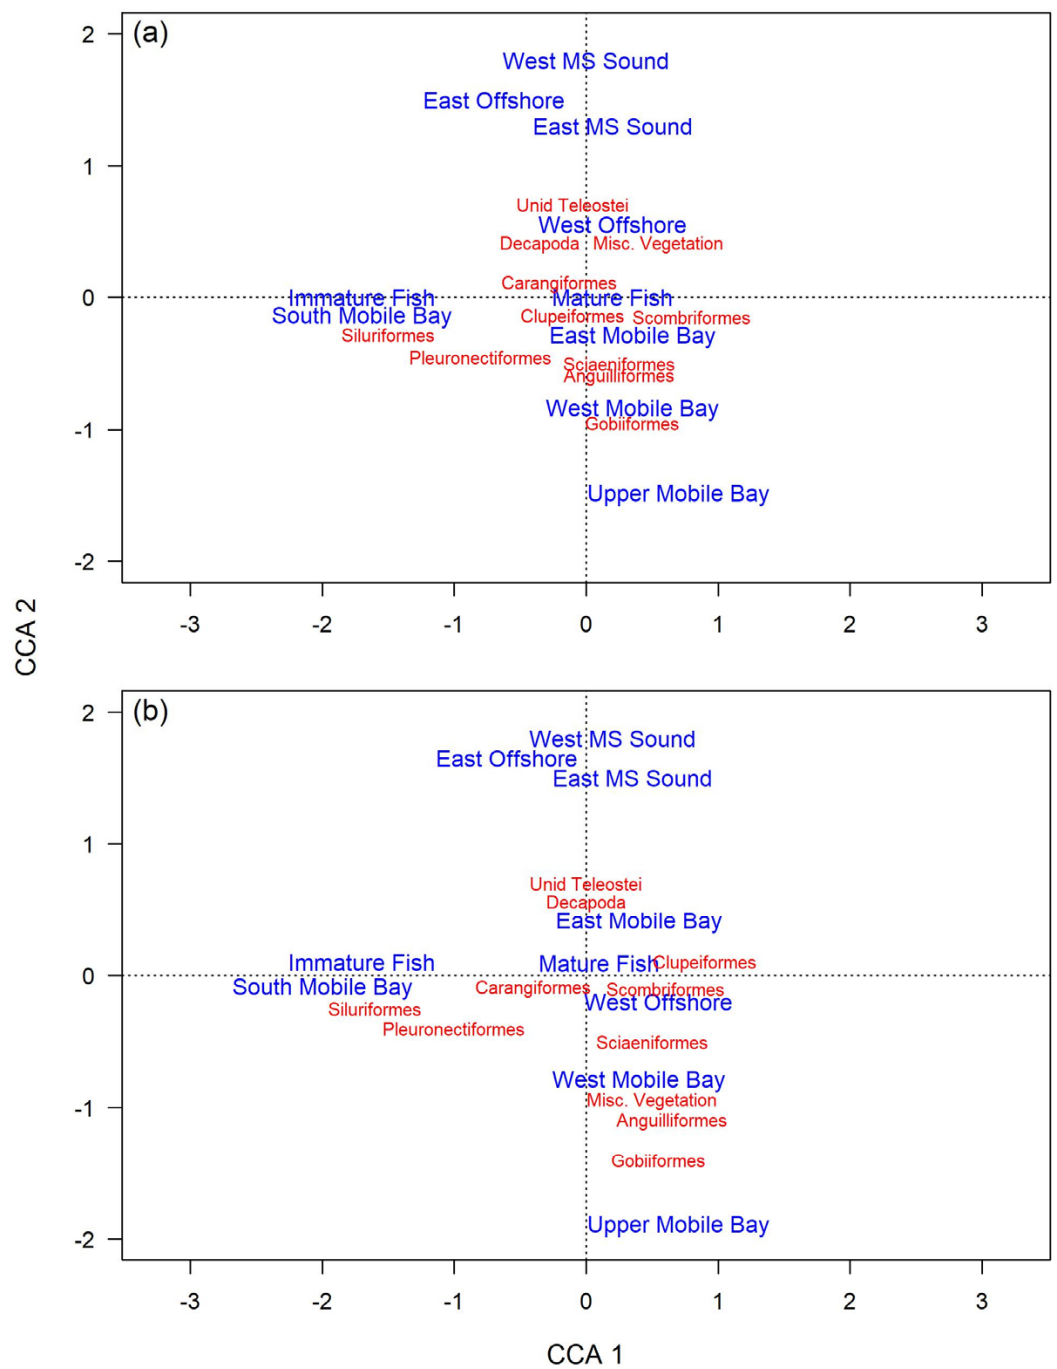 (a)
2
West MS Sound
East Offshore
East MS Sound
1
Unid Teleostei
West Offshore
Decapoda Misc. Vegetation
Carangiformes
0
Immature Fish Mature Fish
South Mobile Bay Clupeiformes Scombriformes
Siluriformes East Mobile Bay
Pleuronectiformes Sciaeniformes
Anguilliformes
West Mobile Bay
-1
Gobiiformes
Upper Mobile Bay
-2
-3 -2 -1 0 1 2 3
CCA 2
(b)
2
West MS Sound
East Offshore
East MS Sound
1
Unid Teleostei
Decapoda
East Mobile Bay
Immature Fish Mature Fish Clupeiformes
0
South Mobile Bay Carangiformes Scombriformes
Siluriformes West Offshore
Pleuronectiformes
Sciaeniformes
West Mobile Bay
Misc. Vegetation
-1
Anguilliformes
Gobiiformes
Upper Mobile Bay
-2
-3 -2 -1 0 1 2 3
CCA 1